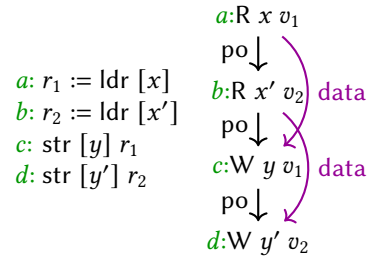 a: r₁ := ldr [x]
b: r₂ := ldr [x′]
c: str [y] r₁
d: str [y′] r₂
a:R x v₁
po
b:R x′ v₂
data
po
c:W y v₁
data
po
d:W y′ v₂